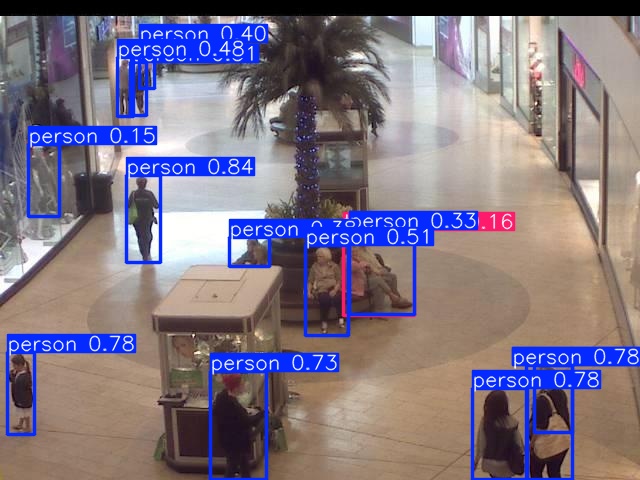 person 0.40
person 0.48
person 0.15
person 0.84
person 0.33
.16
person 0.51
person 0.78
person 0.78
person 0.73
person 0.78